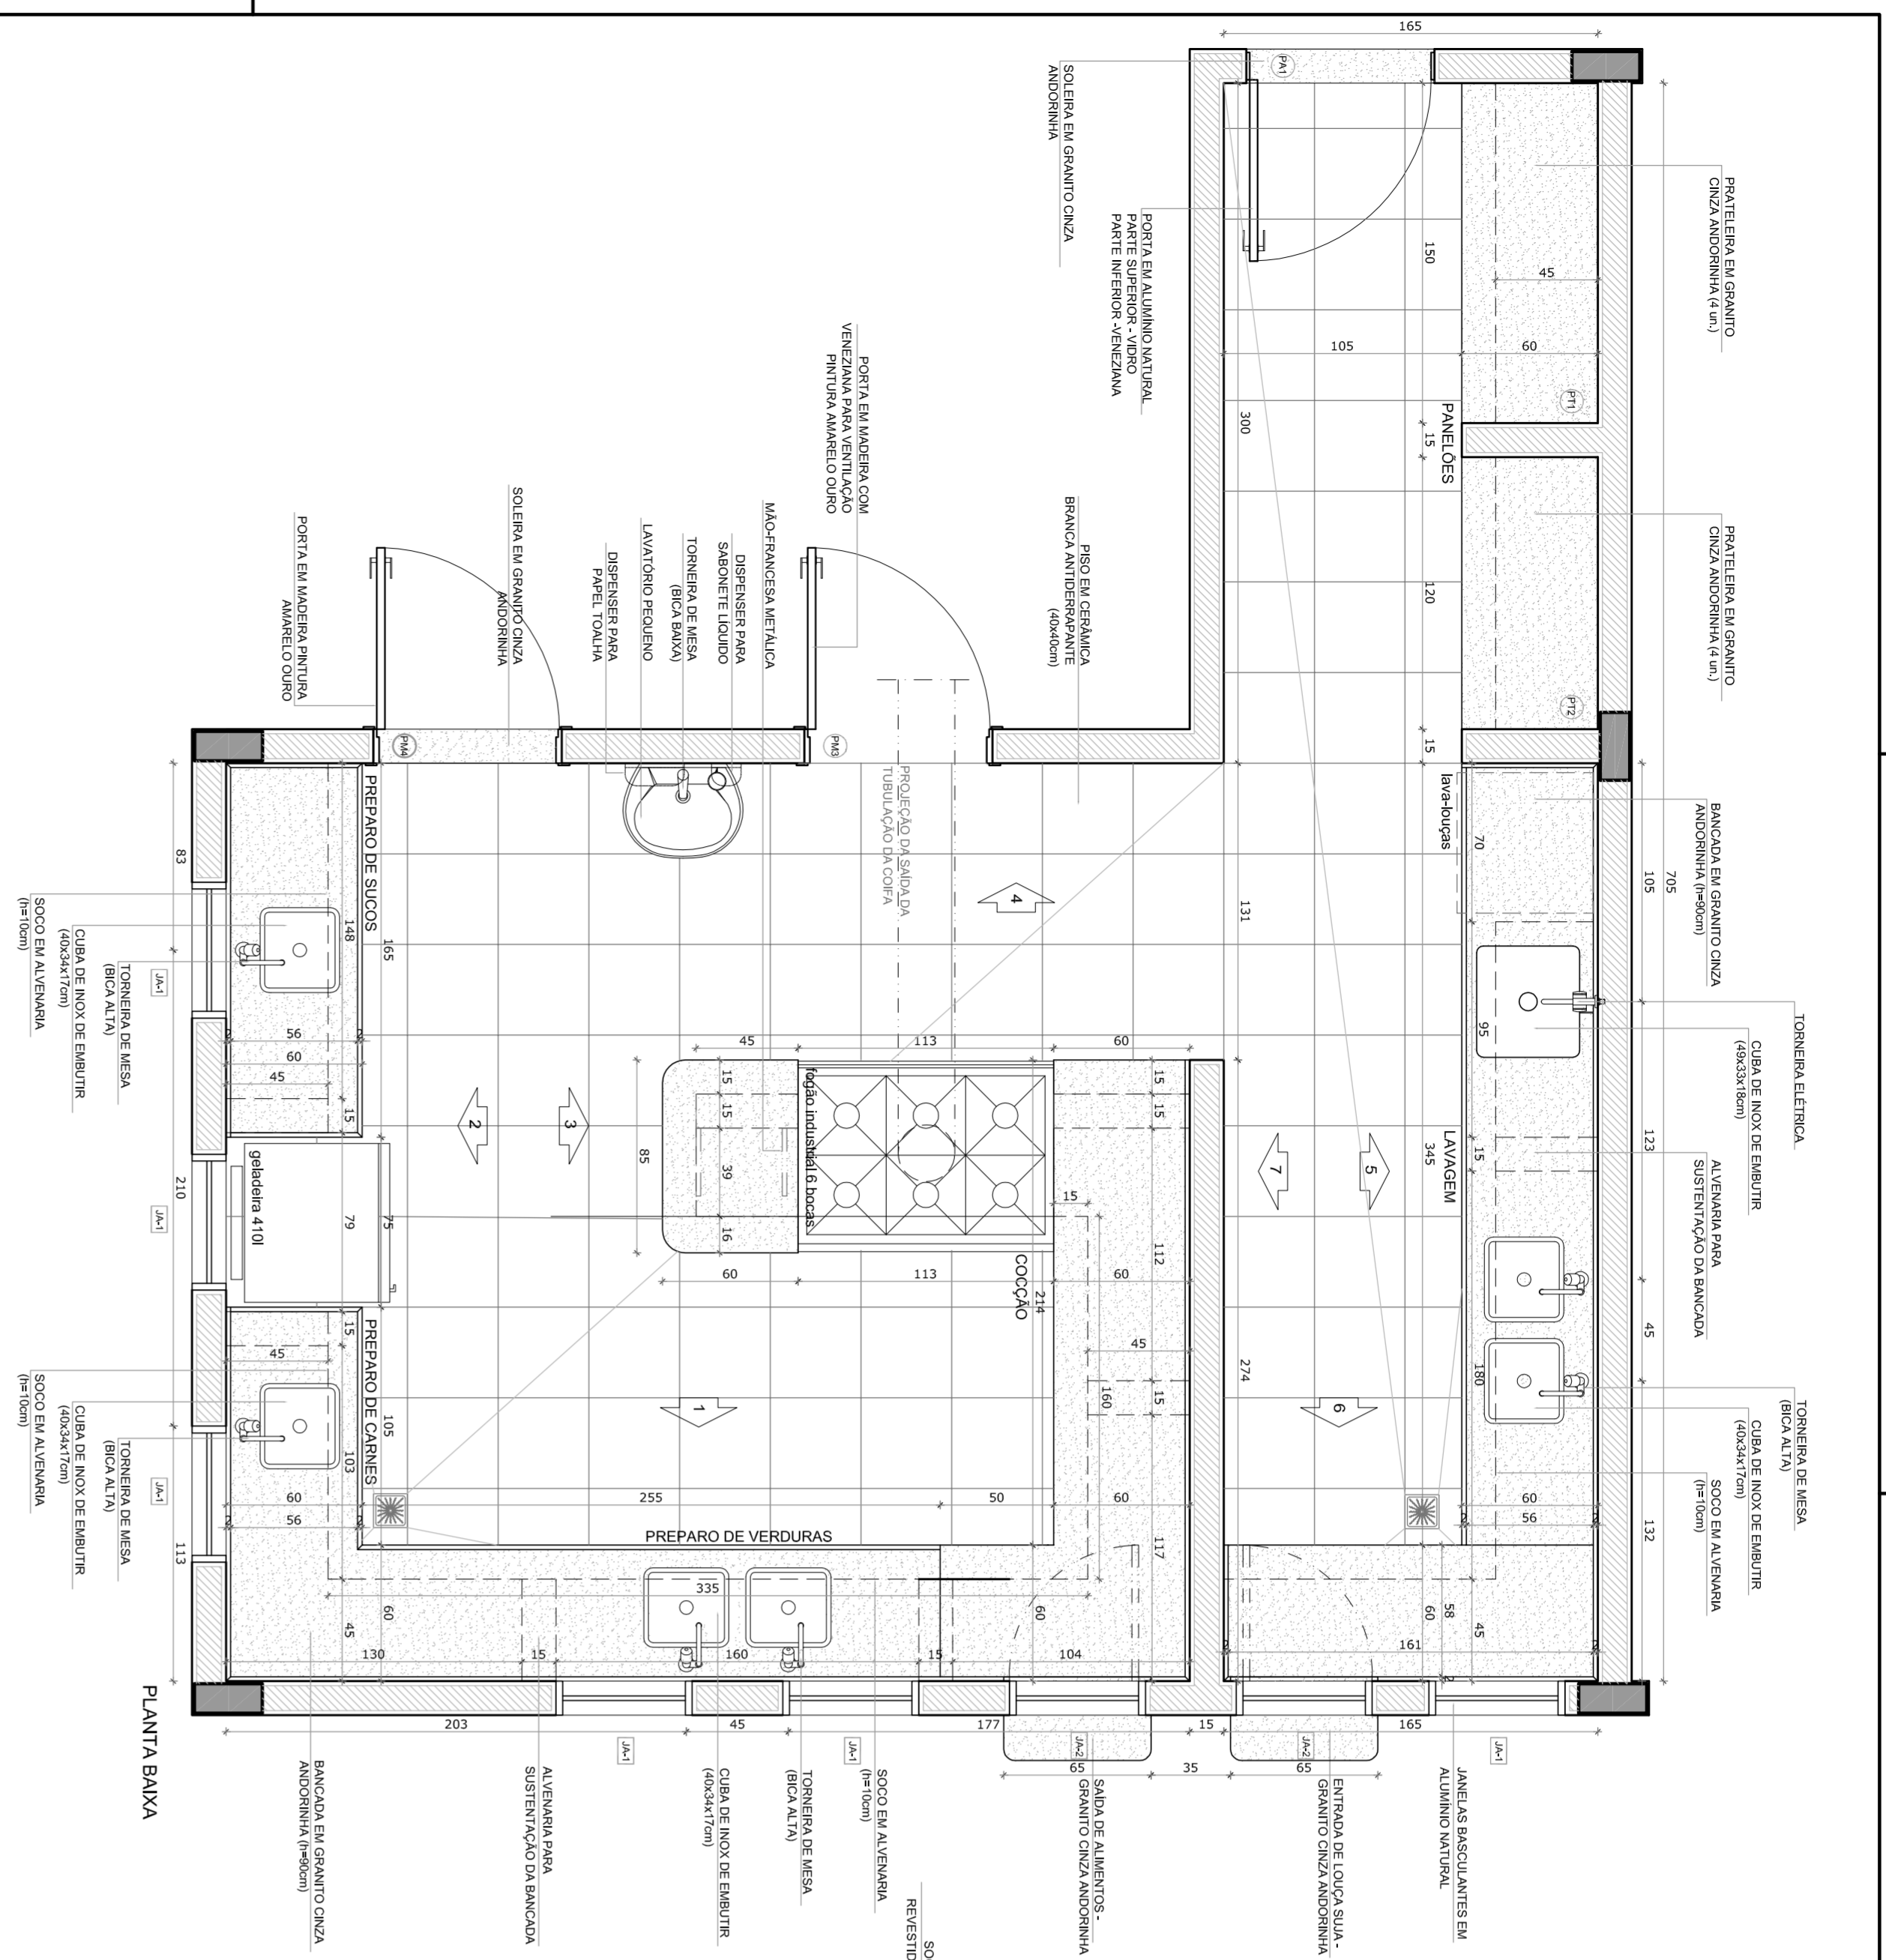 165
PA1
SOLEIRA EM GRANITO CINZA
ANDORINHA
PORTA EM ALUMÍNIO NATURAL
PARTE SUPERIOR - VIDRO
PARTE INFERIOR -VENEZIANA
150
45
105
60
300
PT1
PANELÕES
15
120
PT2
15
PRATELEIRA EM GRANITO
CINZA ANDORINHA (4 un.)
PRATELEIRA EM GRANITO
CINZA ANDORINHA (4 un.)
705
PORTA EM MADEIRA COM
VENEZIANA PARA VENTILAÇÃO
PINTURA AMARELO OURO
PISO EM CERÂMICA
BRANCA ANTIDERRAPANTE
(40x40cm)
MÃO-FRANCESA METÁLICA
DISPENSER PARA
SABONETE LÍQUIDO
TORNEIRA DE MESA
(BICA BAIXA)
LAVATÓRIO PEQUENO
DISPENSER PARA
PAPEL TOALHA
SOLEIRA EM GRANITO CINZA
ANDORINHA
PORTA EM MADEIRA PINTURA
AMARELO OURO
PM4
PM3
PROJEÇÃO DA SAÍDA DA
TUBULAÇÃO DA COIFA
lava-louças
70
BANCADA EM GRANITO CINZA
ANDORINHA (h=90cm)
105
131
4
95
TORNEIRA ELÉTRICA
CUBA DE INOX DE EMBUTIR
(49x33x18cm)
123
ALVENARIA PARA
SUSTENTAÇÃO DA BANCADA
15
LAVAGEM
345
5
7
6
274
180
45
TORNEIRA DE MESA
(BICA ALTA)
CUBA DE INOX DE EMBUTIR
(40x34x17cm)
SOCO EM ALVENARIA
(h=10cm)
132
60
2
56
2
58
60
45
2
161
2
2
83
PREPARO DE SUCOS
148
165
2
56
2
60
45
15
SOCO EM ALVENARIA
(h=10cm)
CUBA DE INOX DE EMBUTIR
(40x34x17cm)
TORNEIRA DE MESA
(BICA ALTA)
JA-1
2
3
45
113
60
15
15
39
16
85
fogão industrial 6 bocas
15
15
15
112
60
113
60
COCÇÃO
214
45
15
160
1
geladeira 410l
79
75
210
JA-1
PREPARO DE CARNES
15
45
105
103
60
2
56
2
SOCO EM ALVENARIA
(h=10cm)
CUBA DE INOX DE EMBUTIR
(40x34x17cm)
TORNEIRA DE MESA
(BICA ALTA)
JA-1
113
255
50
60
PREPARO DE VERDURAS
117
335
60
45
60
130
15
160
15
104
203
45
177
15
165
JA-1
JA-1
JA-2
JA-2
JA-1
65
35
65
PLANTA BAIXA
BANCADA EM GRANITO CINZA
ANDORINHA (h=90cm)
ALVENARIA PARA
SUSTENTAÇÃO DA BANCADA
CUBA DE INOX DE EMBUTIR
(40x34x17cm)
TORNEIRA DE MESA
(BICA ALTA)
SOCO EM ALVENARIA
(h=10cm)
SAÍDA DE ALIMENTOS -
GRANITO CINZA ANDORINHA
ENTRADA DE LOUÇA SUJA -
GRANITO CINZA ANDORINHA
JANELAS BASCULANTES EM
ALUMÍNIO NATURAL